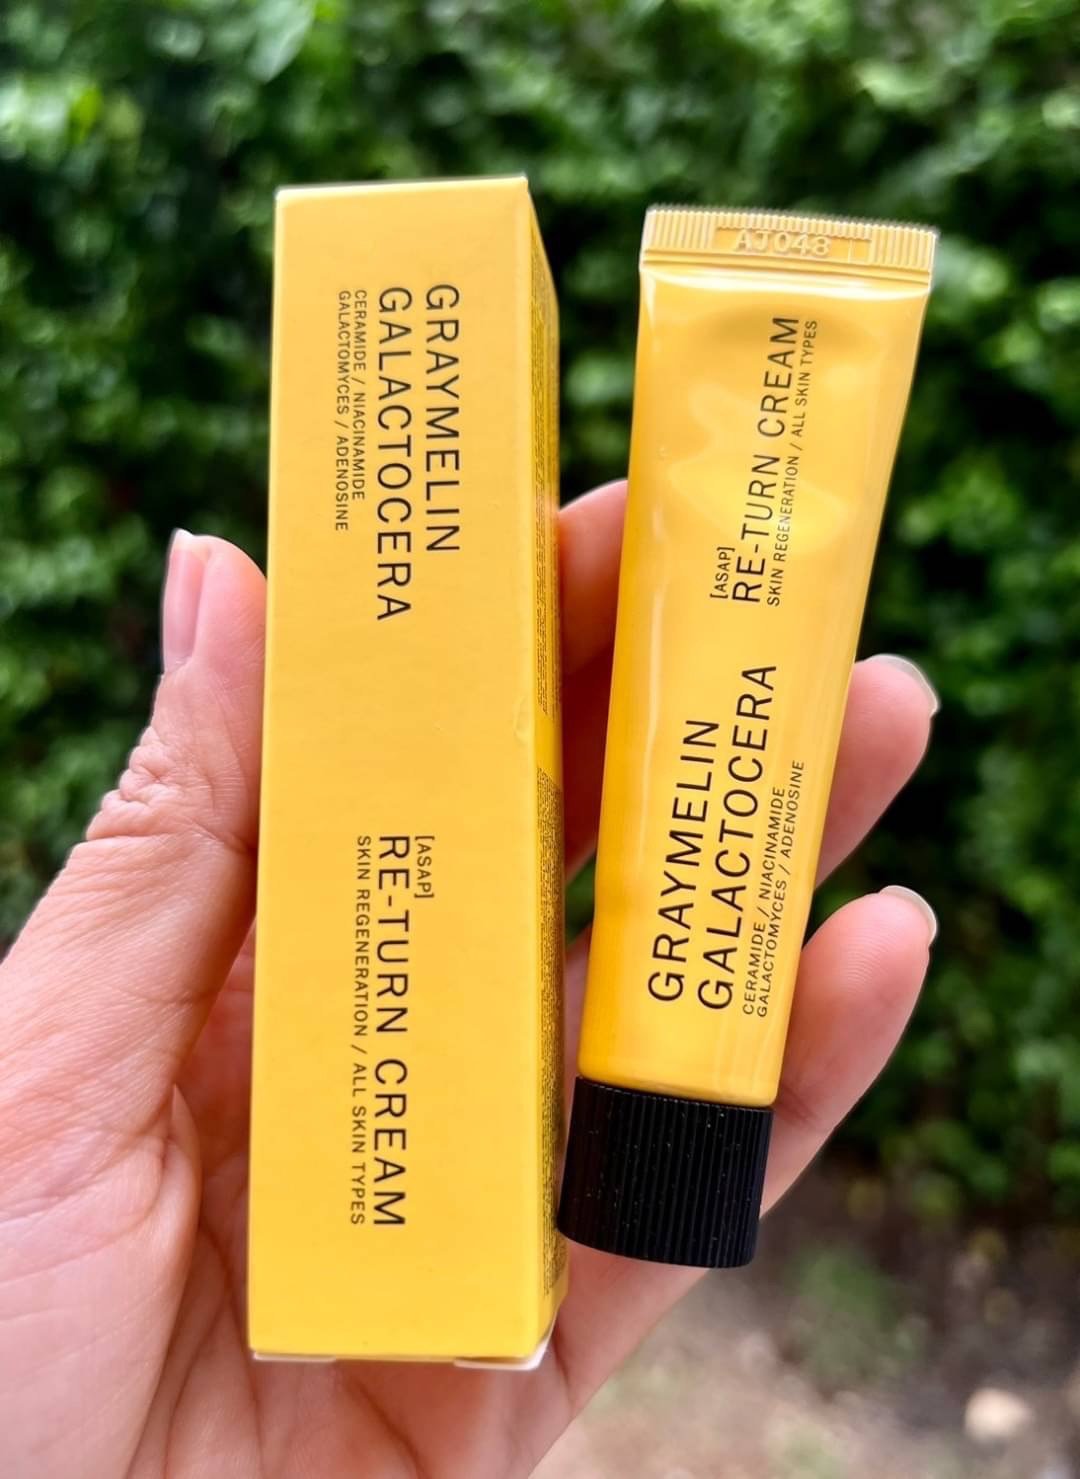 GRAYMELIN
GALACTOCERA
CERAMIDE / NIACINAMIDE
GALACTOMYCES / ADENOSINE
[ASAP]
RE-TURN CREAM
SKIN REGENERATION / ALL SKIN TYPES
AJ048
GRAYMELIN
GALACTOCERA
CERAMIDE / NIACINAMIDE
GALACTOMYCES / ADENOSINE
[ASAP]
RE-TURN CREAM
SKIN REGENERATION / ALL SKIN TYPES